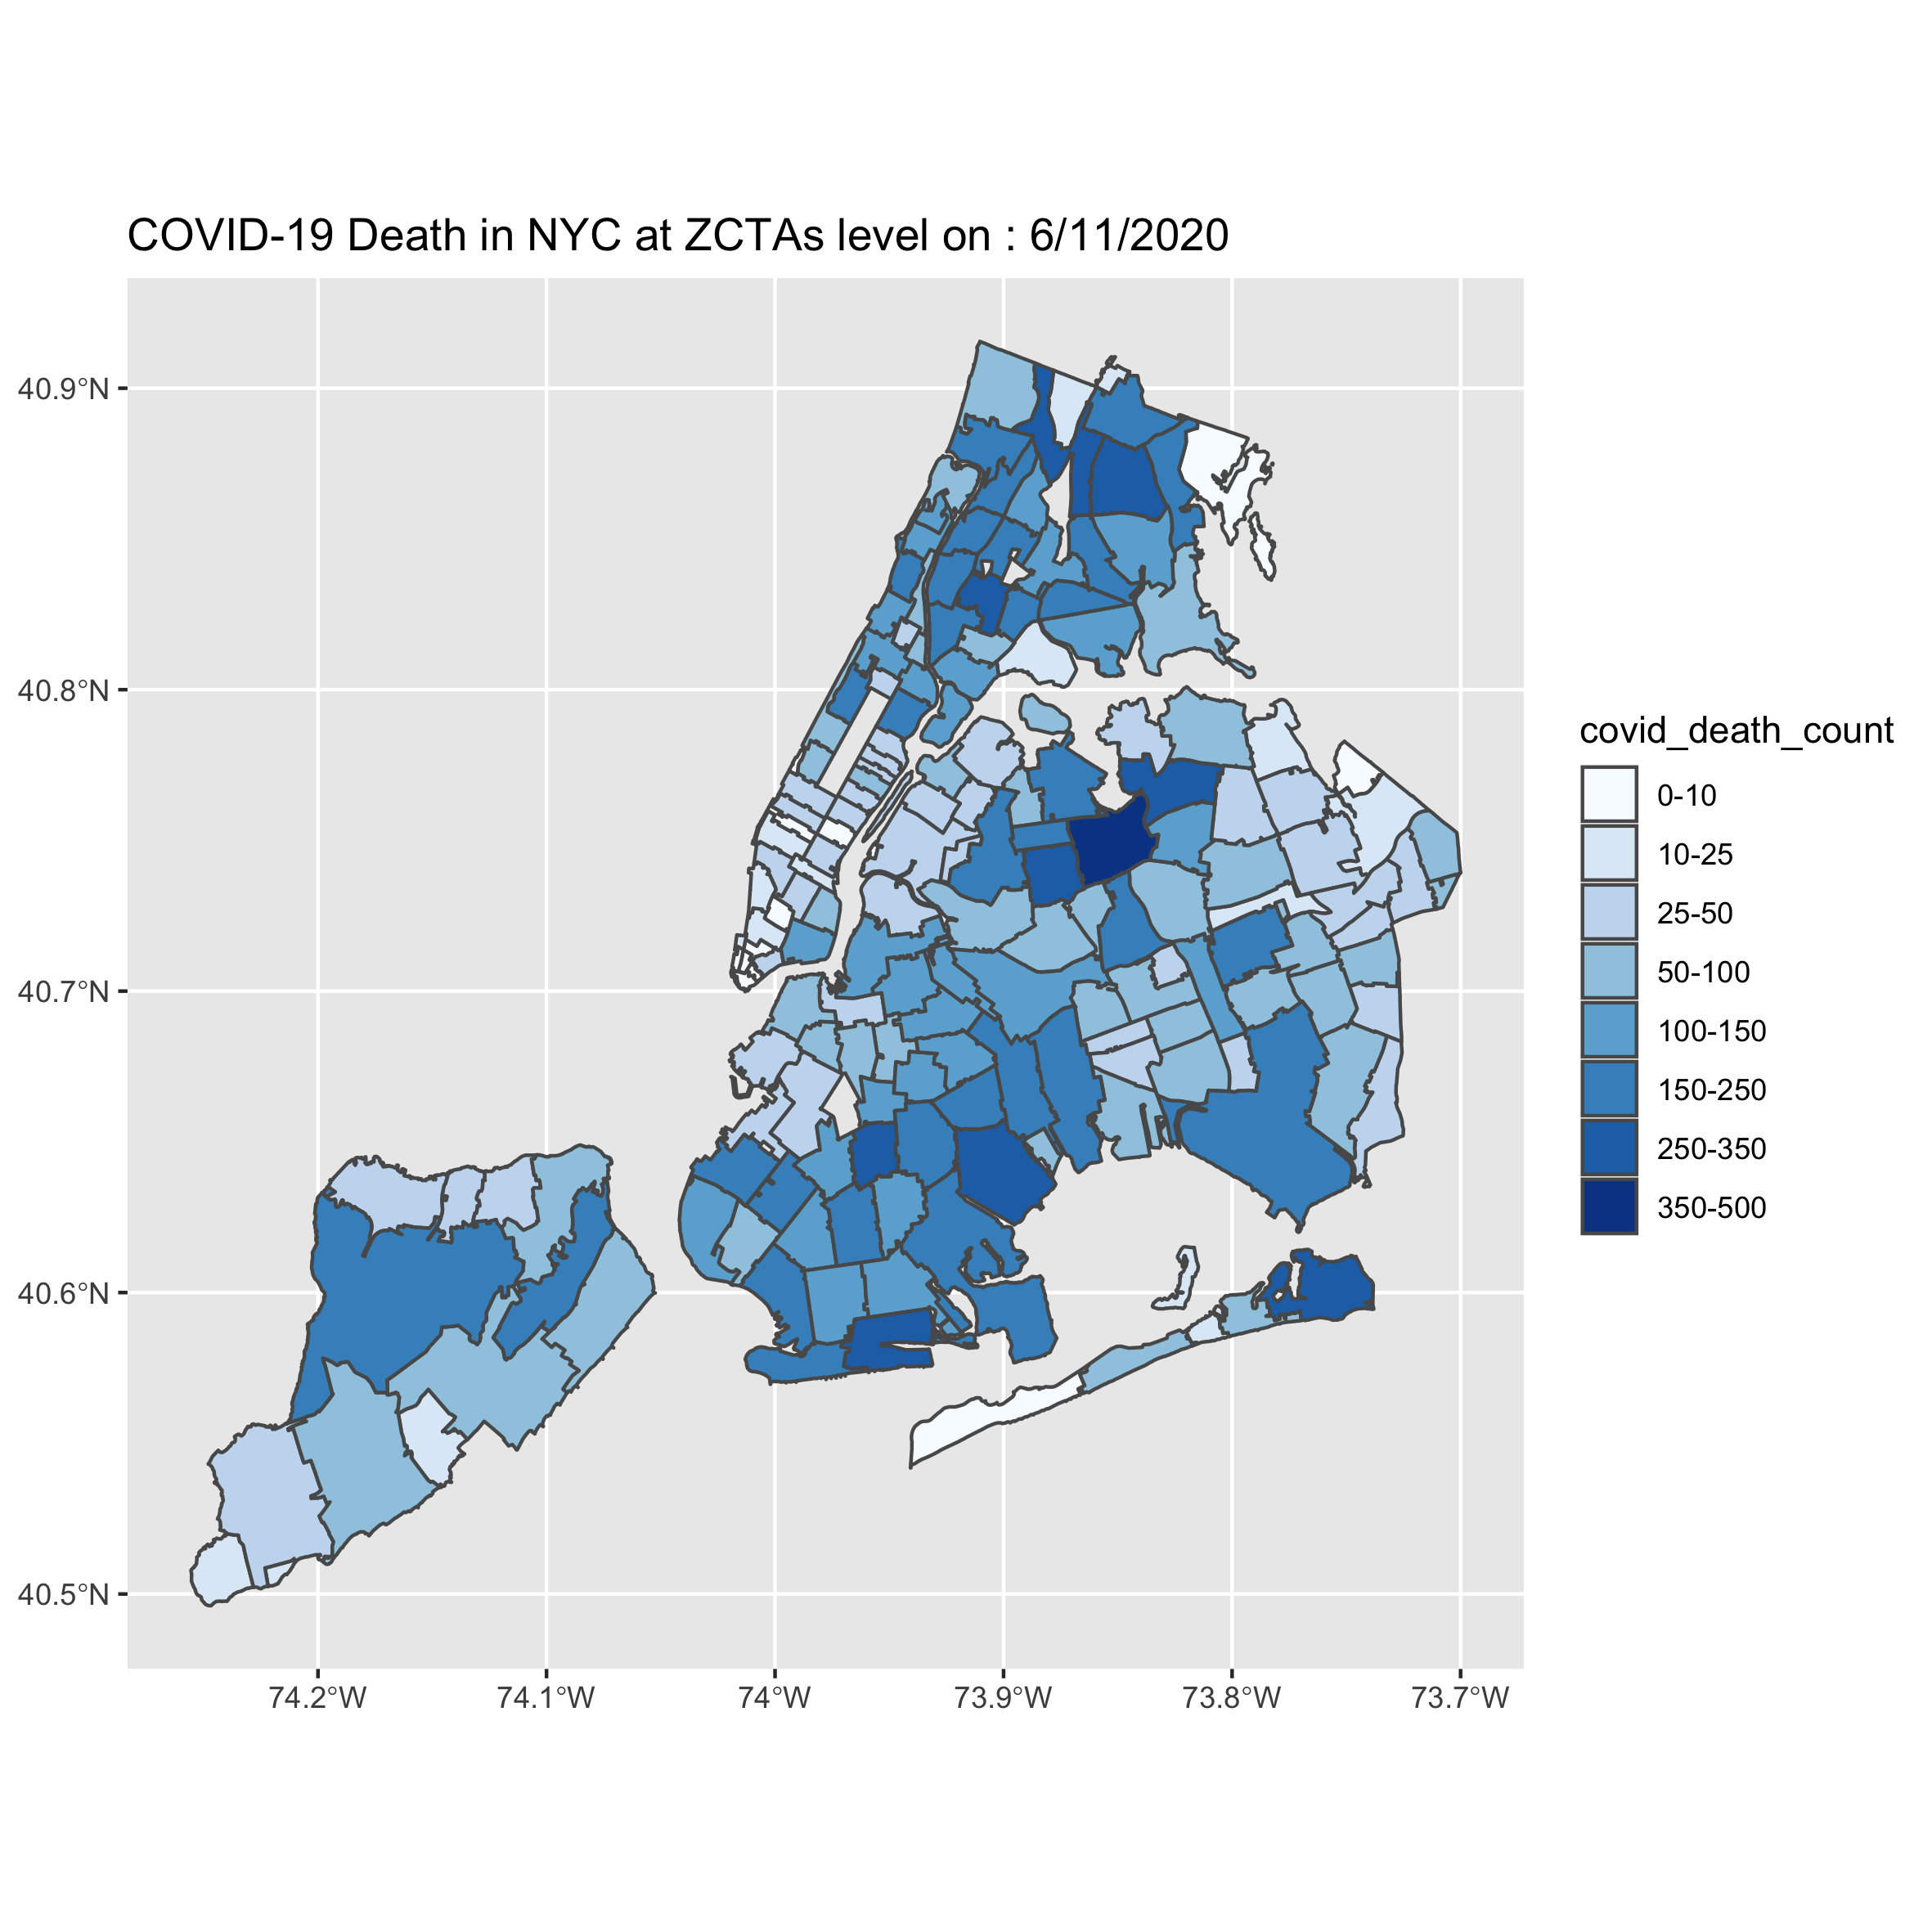 COVID-19 Death in NYC at ZCTAs level on : 6/11/2020
40.9°N
40.8°N
40.7°N
40.6°N
40.5°N
74.2°W
74.1°W
74°W
73.9°W
73.8°W
73.7°W
covid_death_count
0-10
10-25
25-50
50-100
100-150
150-250
250-350
350-500